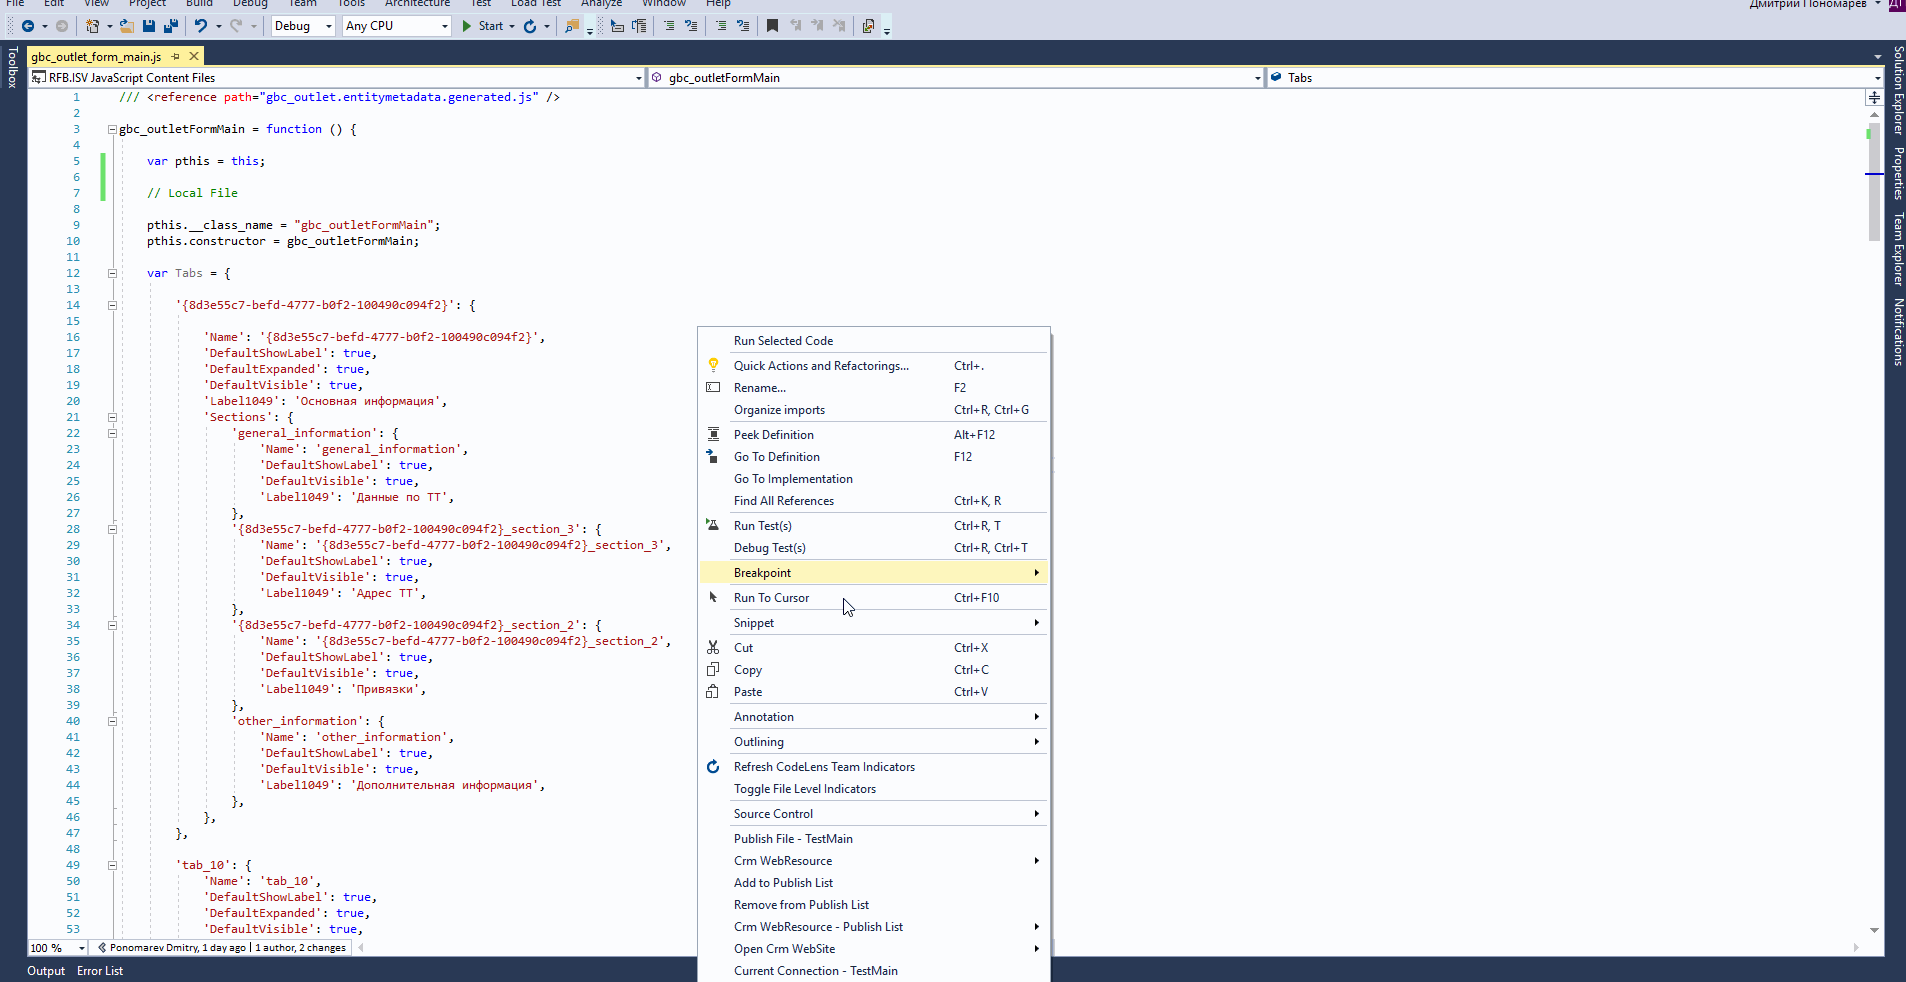 File Edit View Project Build Debug Team Tools Architecture Test Load Test Analyze Window Help Дмитрий Пономарев ДП
Debug Any CPU Start
Toolbox
gbc_outlet_form_main.js
RFB.ISV JavaScript Content Files gbc_outletFormMain Tabs
1 /// <reference path="gbc_outlet.entitymetadata.generated.js" />
2
3 gbc_outletFormMain = function () {
4
5 var pthis = this;
6
7 // Local File
8
9 pthis.__class_name = "gbc_outletFormMain";
10 pthis.constructor = gbc_outletFormMain;
11
12 var Tabs = {
13
14 '{8d3e55c7-befd-4777-b0f2-100490c094f2}': {
15
16 'Name': '{8d3e55c7-befd-4777-b0f2-100490c094f2}',
17 'DefaultShowLabel': true,
18 'DefaultExpanded': true,
19 'DefaultVisible': true,
20 'Label1049': 'Основная информация',
21 'Sections': {
22 'general_information': {
23 'Name': 'general_information',
24 'DefaultShowLabel': true,
25 'DefaultVisible': true,
26 'Label1049': 'Данные по ТТ',
27 },
28 '{8d3e55c7-befd-4777-b0f2-100490c094f2}_section_3': {
29 'Name': '{8d3e55c7-befd-4777-b0f2-100490c094f2}_section_3',
30 'DefaultShowLabel': true,
31 'DefaultVisible': true,
32 'Label1049': 'Адрес ТТ',
33 },
34 '{8d3e55c7-befd-4777-b0f2-100490c094f2}_section_2': {
35 'Name': '{8d3e55c7-befd-4777-b0f2-100490c094f2}_section_2',
36 'DefaultShowLabel': true,
37 'DefaultVisible': true,
38 'Label1049': 'Привязки',
39 },
40 'other_information': {
41 'Name': 'other_information',
42 'DefaultShowLabel': true,
43 'DefaultVisible': true,
44 'Label1049': 'Дополнительная информация',
45 },
46 },
47 },
48
49 'tab_10': {
50 'Name': 'tab_10',
51 'DefaultShowLabel': true,
52 'DefaultExpanded': true,
53 'DefaultVisible': true,
Run Selected Code
Quick Actions and Refactorings... Ctrl+.
Rename... F2
Organize imports Ctrl+R, Ctrl+G
Peek Definition Alt+F12
Go To Definition F12
Go To Implementation
Find All References Ctrl+K, R
Run Test(s) Ctrl+R, T
Debug Test(s) Ctrl+R, Ctrl+T
Breakpoint
Run To Cursor Ctrl+F10
Snippet
Cut Ctrl+X
Copy Ctrl+C
Paste Ctrl+V
Annotation
Outlining
Refresh CodeLens Team Indicators
Toggle File Level Indicators
Source Control
Publish File - TestMain
Crm WebResource
Add to Publish List
Remove from Publish List
Crm WebResource - Publish List
Open Crm WebSite
Current Connection - TestMain
Solution Explorer
Properties
Team Explorer
Notifications
100 % Ponomarev Dmitry, 1 day ago | 1 author, 2 changes
Output Error List